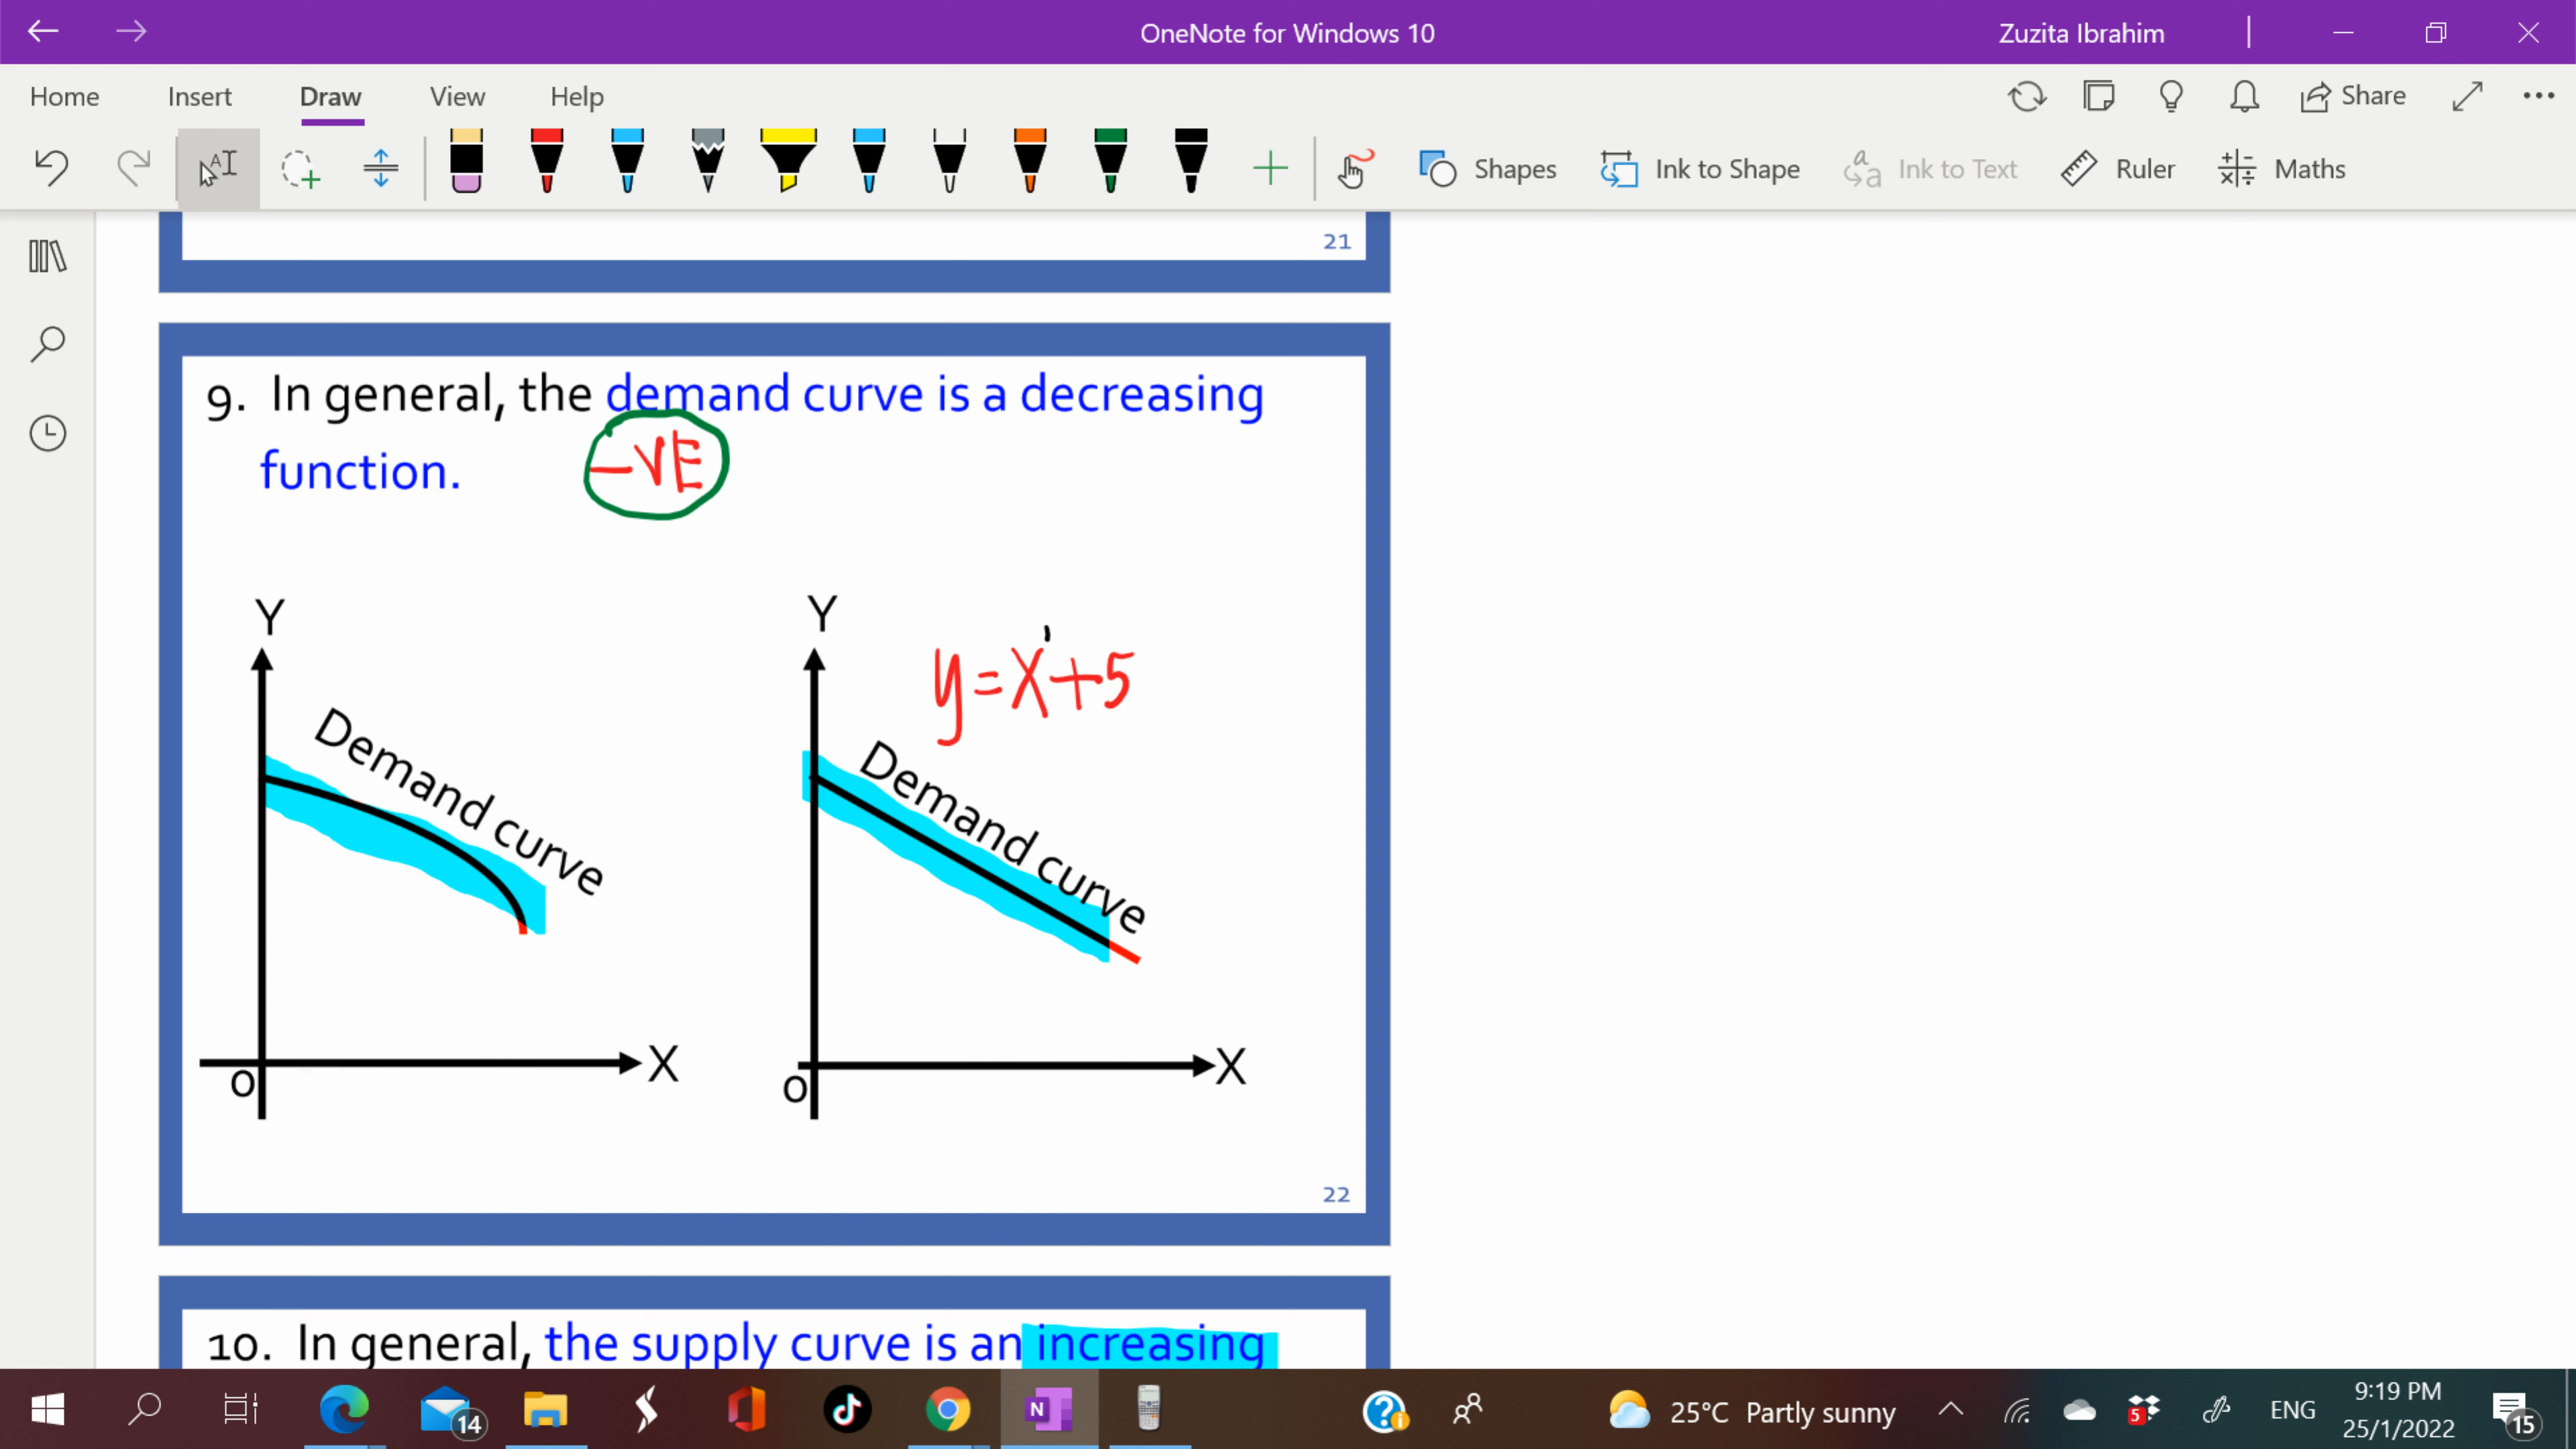 OneNote for Windows 10
Zuzita Ibrahim
Home Insert Draw View Help
Share
Shapes Ink to Shape Ink to Text Ruler Maths
21
9. In general, the demand curve is a decreasing
function.
-VE
Y
Demand curve
O
X
Y
y=x¹+5
Demand curve
O
X
22
10. In general, the supply curve is an increasing
14
25°C Partly sunny
5
ENG
9:19 PM
25/1/2022
15